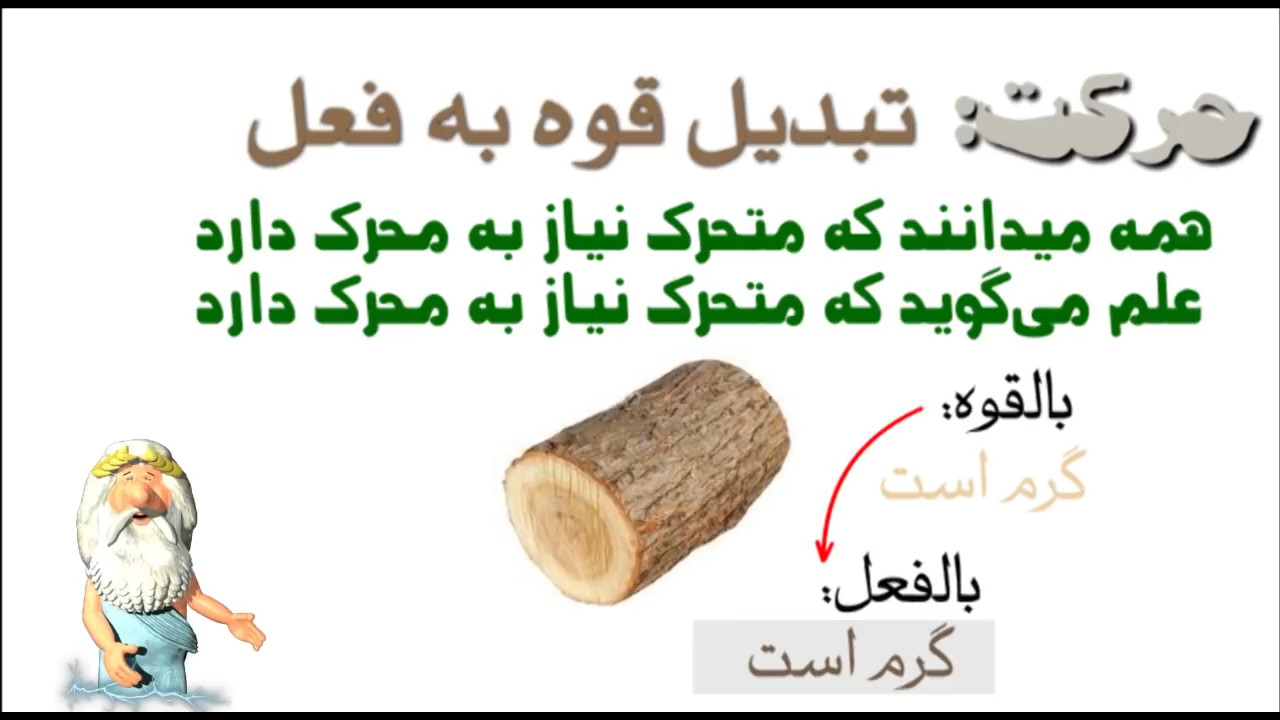 حرکت: تبدیل قوه به فعل
همه میدانند که متحرک نیاز به محرک دارد
علم می‌گوید که متحرک نیاز به محرک دارد
بالقوه:
گرم است
بالفعل:
گرم است